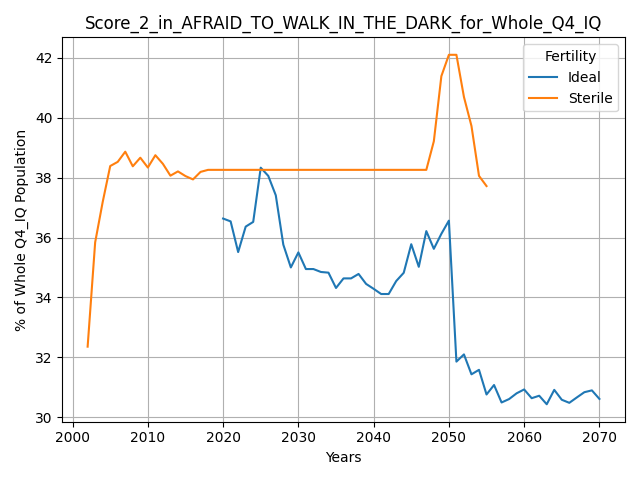 Score_2_in_AFRAID_TO_WALK_IN_THE_DARK_for_Whole_Q4_IQ
Fertility
Ideal
Sterile
% of Whole Q4_IQ Population
42
40
38
36
34
32
30
2000 2010 2020 2030 2040 2050 2060 2070
Years